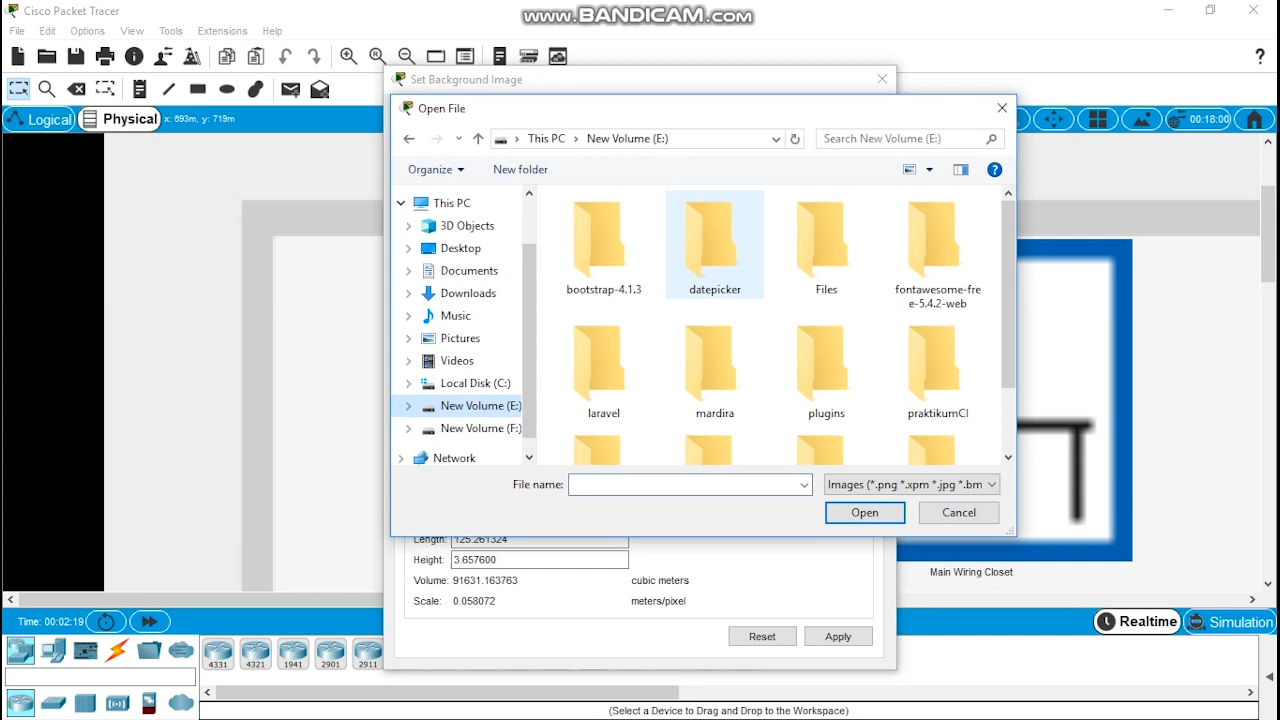 Cisco Packet Tracer
www.BANDICAM.com
File Edit Options View Tools Extensions Help
?
Set Background Image
Open File
Logical
Physical
x: 693m, y: 719m
00:18:00
This PC > New Volume (E:)
Search New Volume (E:)
Organize
New folder
This PC
3D Objects
Desktop
Documents
Downloads
Music
Pictures
Videos
Local Disk (C:)
New Volume (E:)
New Volume (F:)
Network
bootstrap-4.1.3
datepicker
Files
fontawesome-fre
e-5.4.2-web
laravel
mardira
plugins
praktikumCI
File name:
Images (*.png *.xpm *.jpg *.bm
Open
Cancel
Length: 125.261324
Height: 3.657600
Volume: 91631.163763 cubic meters
Scale: 0.058072 meters/pixel
Reset
Apply
Main Wiring Closet
Time: 00:02:19
Realtime
Simulation
4331 4321 1941 2901 2911
(Select a Device to Drag and Drop to the Workspace)